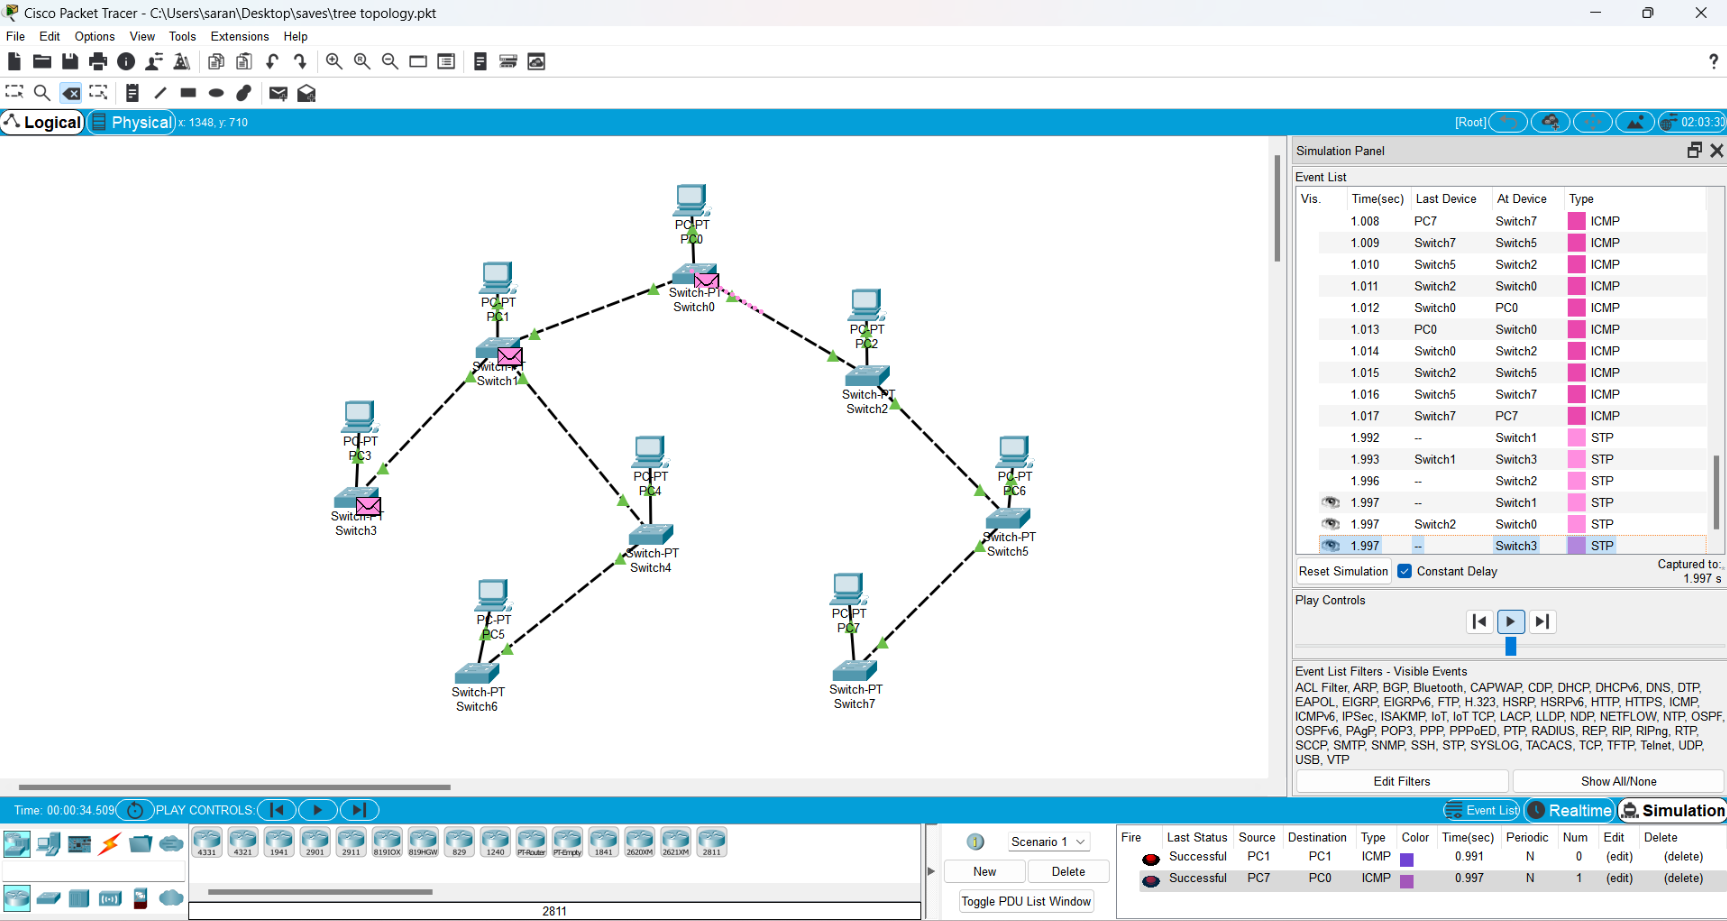 Cisco Packet Tracer - C:\Users\saran\Desktop\saves\tree topology.pkt
File Edit Options View Tools Extensions Help
?
Logical Physical x: 1348, y: 710 [Root] 02:03:30
PC-PT
PC0
Switch-PT
Switch0
PC-PT
PC1
Switch-PT
Switch1
PC-PT
PC2
Switch-PT
Switch2
PC-PT
PC3
Switch-PT
Switch3
PC-PT
PC4
Switch-PT
Switch4
PC-PT
PC6
Switch-PT
Switch5
PC-PT
PC5
Switch-PT
Switch6
PC-PT
PC7
Switch-PT
Switch7
Simulation Panel
Event List
Vis. Time(sec) Last Device At Device Type
1.008 PC7 Switch7 ICMP
1.009 Switch7 Switch5 ICMP
1.010 Switch5 Switch2 ICMP
1.011 Switch2 Switch0 ICMP
1.012 Switch0 PC0 ICMP
1.013 PC0 Switch0 ICMP
1.014 Switch0 Switch2 ICMP
1.015 Switch2 Switch5 ICMP
1.016 Switch5 Switch7 ICMP
1.017 Switch7 PC7 ICMP
1.992 -- Switch1 STP
1.993 Switch1 Switch3 STP
1.996 -- Switch2 STP
1.997 -- Switch1 STP
1.997 Switch2 Switch0 STP
1.997 -- Switch3 STP
Reset Simulation Constant Delay Captured to:
1.997 s
Play Controls
Event List Filters - Visible Events
ACL Filter, ARP, BGP, Bluetooth, CAPWAP, CDP, DHCP, DHCPv6, DNS, DTP,
EAPOL, EIGRP, EIGRPv6, FTP, H.323, HSRP, HSRPv6, HTTP, HTTPS, ICMP,
ICMPv6, IPSec, ISAKMP, IoT, IoT TCP, LACP, LLDP, NDP, NETFLOW, NTP, OSPF,
OSPFv6, PAgP, POP3, PPP, PPPoED, PTP, RADIUS, REP, RIP, RIPng, RTP,
SCCP, SMTP, SNMP, SSH, STP, SYSLOG, TACACS, TCP, TFTP, Telnet, UDP,
USB, VTP
Edit Filters Show All/None
Time: 00:00:34.509 PLAY CONTROLS: Event List Realtime Simulation
4331 4321 1941 2901 2911 819IOX 819HGW 829 1240 PT-Router PT-Empty 1841 2620XM 2621XM 2811
2811
Scenario 1
New Delete
Toggle PDU List Window
Fire Last Status Source Destination Type Color Time(sec) Periodic Num Edit Delete
Successful PC1 PC1 ICMP 0.991 N 0 (edit) (delete)
Successful PC7 PC0 ICMP 0.997 N 1 (edit) (delete)